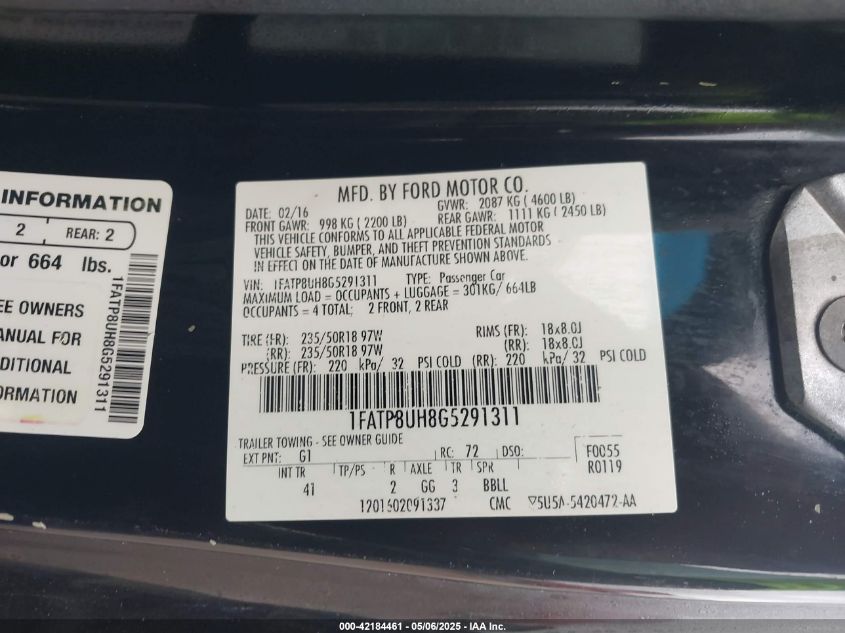 INFORMATION
2 REAR: 2
or 664 lbs.
SEE OWNERS
MANUAL FOR
ADDITIONAL
INFORMATION
1FATP8UH8G5291311
MFD. BY FORD MOTOR CO.
DATE: 02/16 GVWR: 2087 KG ( 4600 LB)
FRONT GAWR: 998 KG ( 2200 LB) REAR GAWR: 1111 KG ( 2450 LB)
THIS VEHICLE CONFORMS TO ALL APPLICABLE FEDERAL MOTOR
VEHICLE SAFETY, BUMPER, AND THEFT PREVENTION STANDARDS
IN EFFECT ON THE DATE OF MANUFACTURE SHOWN ABOVE.
VIN: 1FATP8UH8G5291311 TYPE: Passenger Car
MAXIMUM LOAD = OCCUPANTS + LUGGAGE = 301KG/ 664LB
OCCUPANTS = 4 TOTAL; 2 FRONT, 2 REAR
TIRE (FR): 235/50R18 97W RIMS (FR): 18x8.0J
(RR): 235/50R18 97W (RR): 18x8.0J
PRESSURE (FR): 220 kPa/ 32 PSI COLD (RR): 220 kPa/ 32 PSI COLD
1FATP8UH8G5291311
TRAILER TOWING - SEE OWNER GUIDE
EXT PNT: G1 RC: 72 DSO: F0055
R0119
INT TR TP/PS R AXLE TR SPR
41 2 GG 3 BBLL
1201602091337 CMC ▽5U5A-5420472-AA
000-42184461 - 05/06/2025 - IAA Inc.